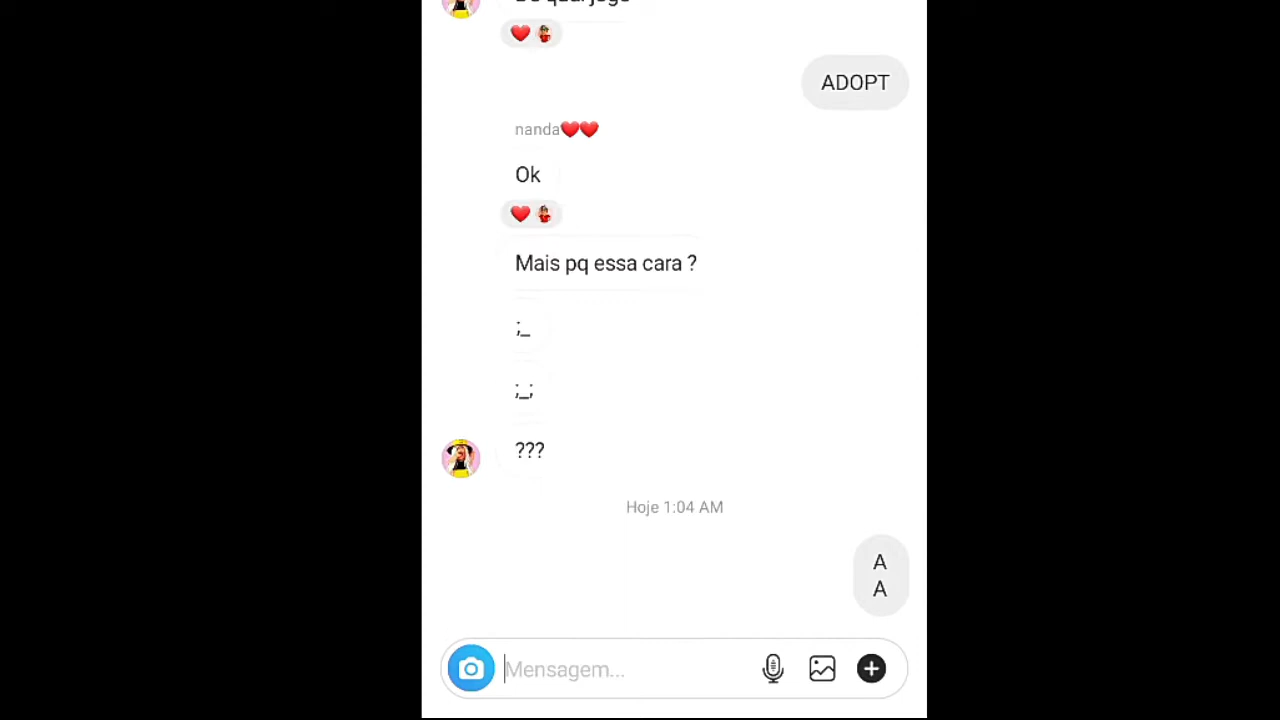 ADOPT
nanda❤️❤️
Ok
Mais pq essa cara ?
;_
;_;
???
Hoje 1:04 AM
A
A
Mensagem...